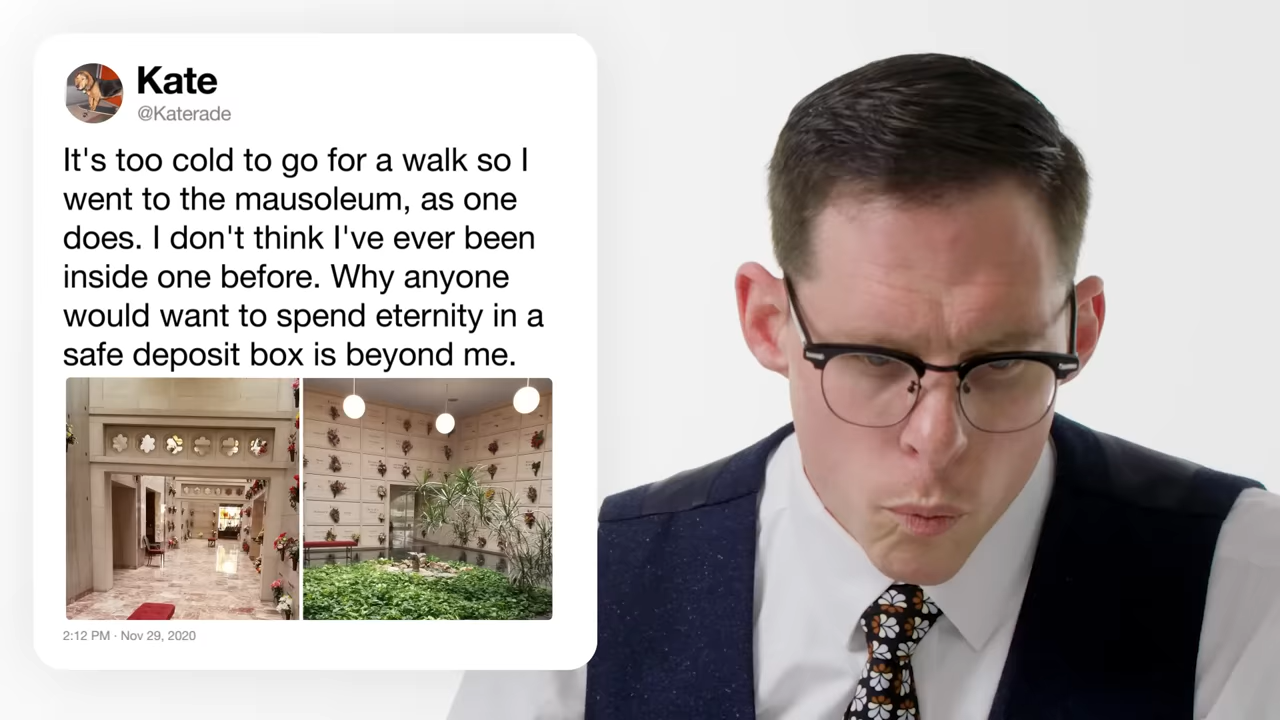 Kate
@Katerade
It's too cold to go for a walk so I
went to the mausoleum, as one
does. I don't think I've ever been
inside one before. Why anyone
would want to spend eternity in a
safe deposit box is beyond me.
2:12 PM · Nov 29, 2020